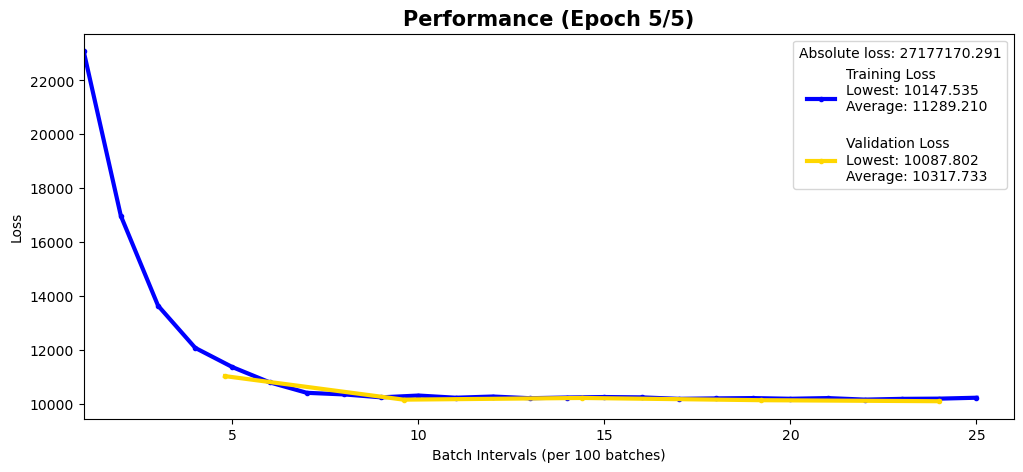 Performance (Epoch 5/5)
Absolute loss: 27177170.291
Training Loss
Lowest: 10147.535
Average: 11289.210
Validation Loss
Lowest: 10087.802
Average: 10317.733
Loss
22000
20000
18000
16000
14000
12000
10000
5
10
15
20
25
Batch Intervals (per 100 batches)